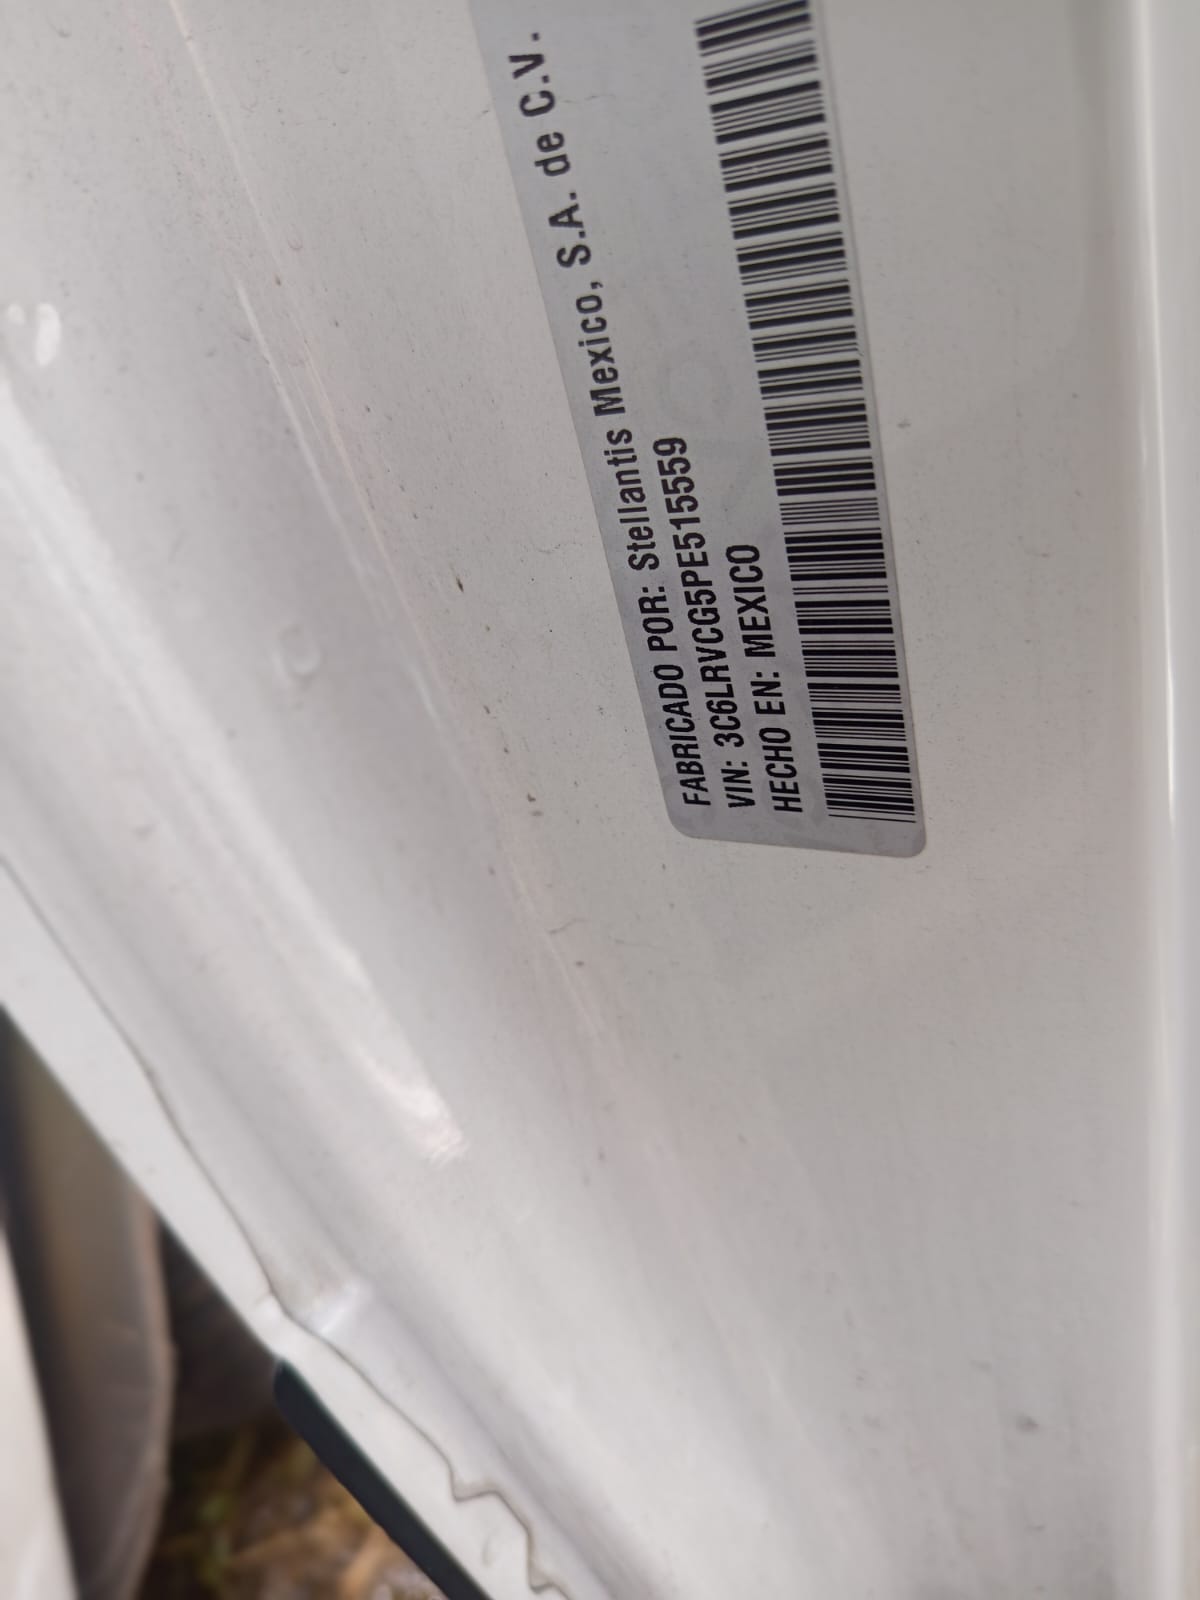 FABRICADO POR: Stellantis Mexico, S.A. de C.V.
VIN: 3C6LRVCG5PE515559
HECHO EN: MEXICO